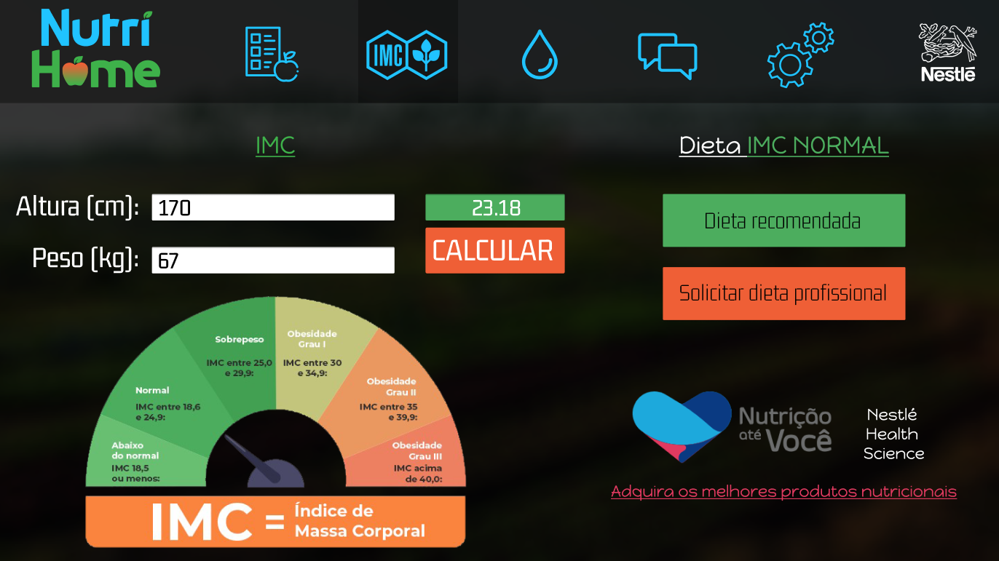 Nutri
Home
IMC
Nestlé
IMC
Dieta IMC NORMAL
Altura (cm):
170
23.18
Peso (kg):
67
CALCULAR
Dieta recomendada
Solicitar dieta profissional
Abaixo
do normal
IMC 18,5
ou menos:
Normal
IMC entre 18,6
e 24,9:
Sobrepeso
IMC entre 25,0
e 29,9:
Obesidade
Grau I
IMC entre 30
e 34,9:
Obesidade
Grau II
IMC entre 35
e 39,9:
Obesidade
Grau III
IMC acima
de 40,0:
IMC = Índice de
Massa Corporal
Nutrição
até Você
Nestlé
Health
Science
Adquira os melhores produtos nutricionais